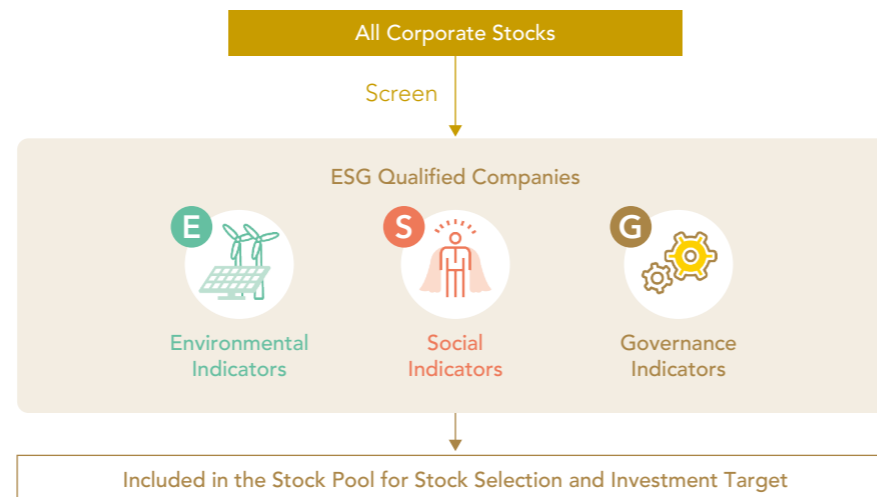 All Corporate Stocks
Screen
ESG Qualified Companies
E
S
G
Environmental
Indicators
Social
Indicators
Governance
Indicators
Included in the Stock Pool for Stock Selection and Investment Target